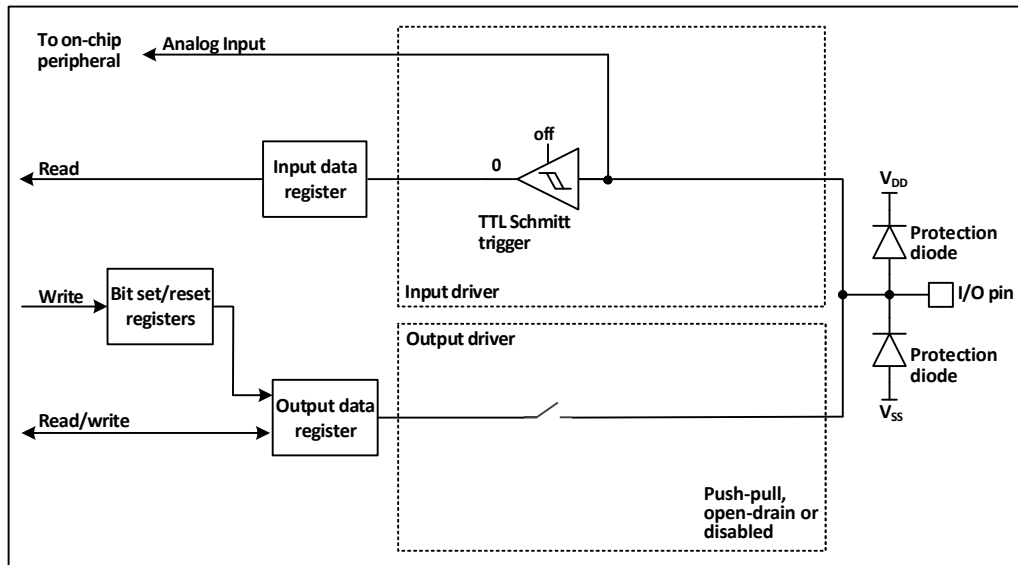 To on-chip
peripheral
Analog Input
off
Read
Input data
register
0
TTL Schmitt
trigger
VDD
Protection
diode
Input driver
I/O pin
Write
Bit set/reset
registers
Output driver
Protection
diode
Read/write
Output data
register
VSS
Push-pull,
open-drain or
disabled